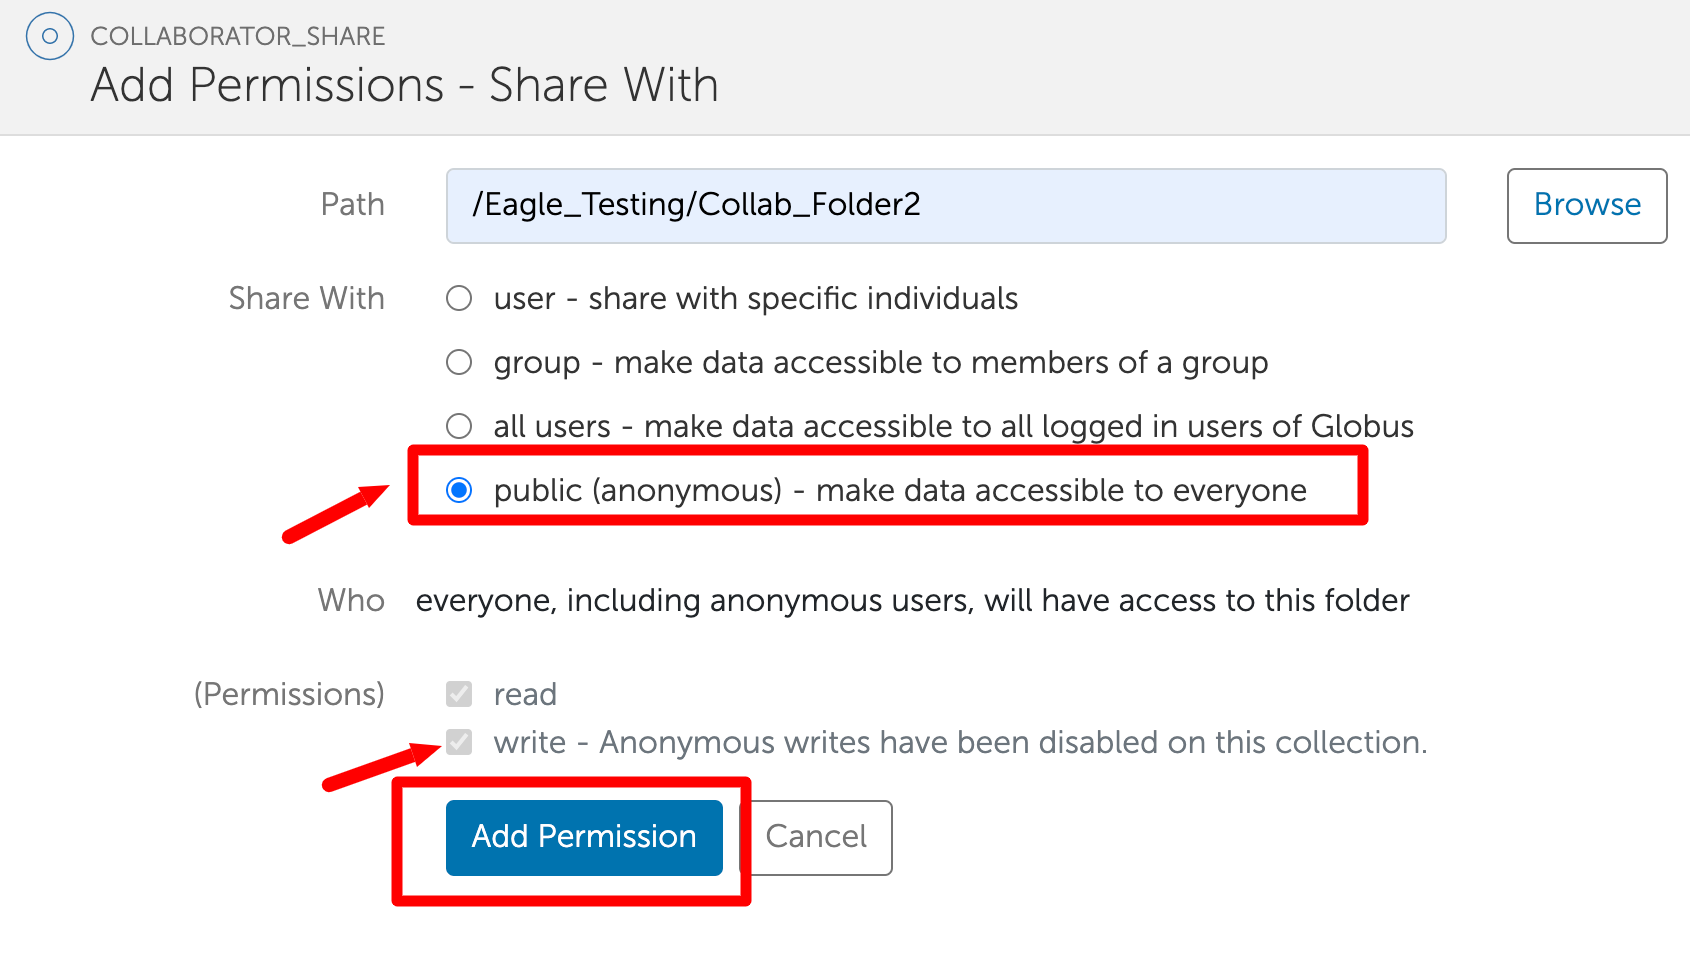 COLLABORATOR_SHARE
Add Permissions - Share With
Path /Eagle_Testing/Collab_Folder2 Browse
Share With user - share with specific individuals
group - make data accessible to members of a group
all users - make data accessible to all logged in users of Globus
public (anonymous) - make data accessible to everyone
Who everyone, including anonymous users, will have access to this folder
(Permissions) read
write - Anonymous writes have been disabled on this collection.
Add Permission Cancel